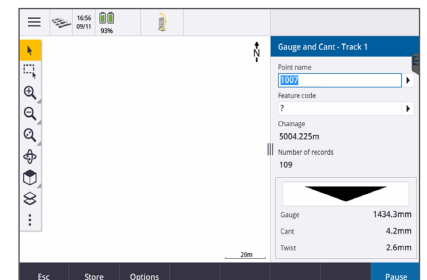 16:56
09/11
93%
N
20m
Gauge and Cant - Track 1
Point name
1007
Feature code
?
Chainage
5004.225m
Number of records
109
Gauge 1434.3mm
Cant 4.2mm
Twist 2.6mm
Esc Store Options Pause